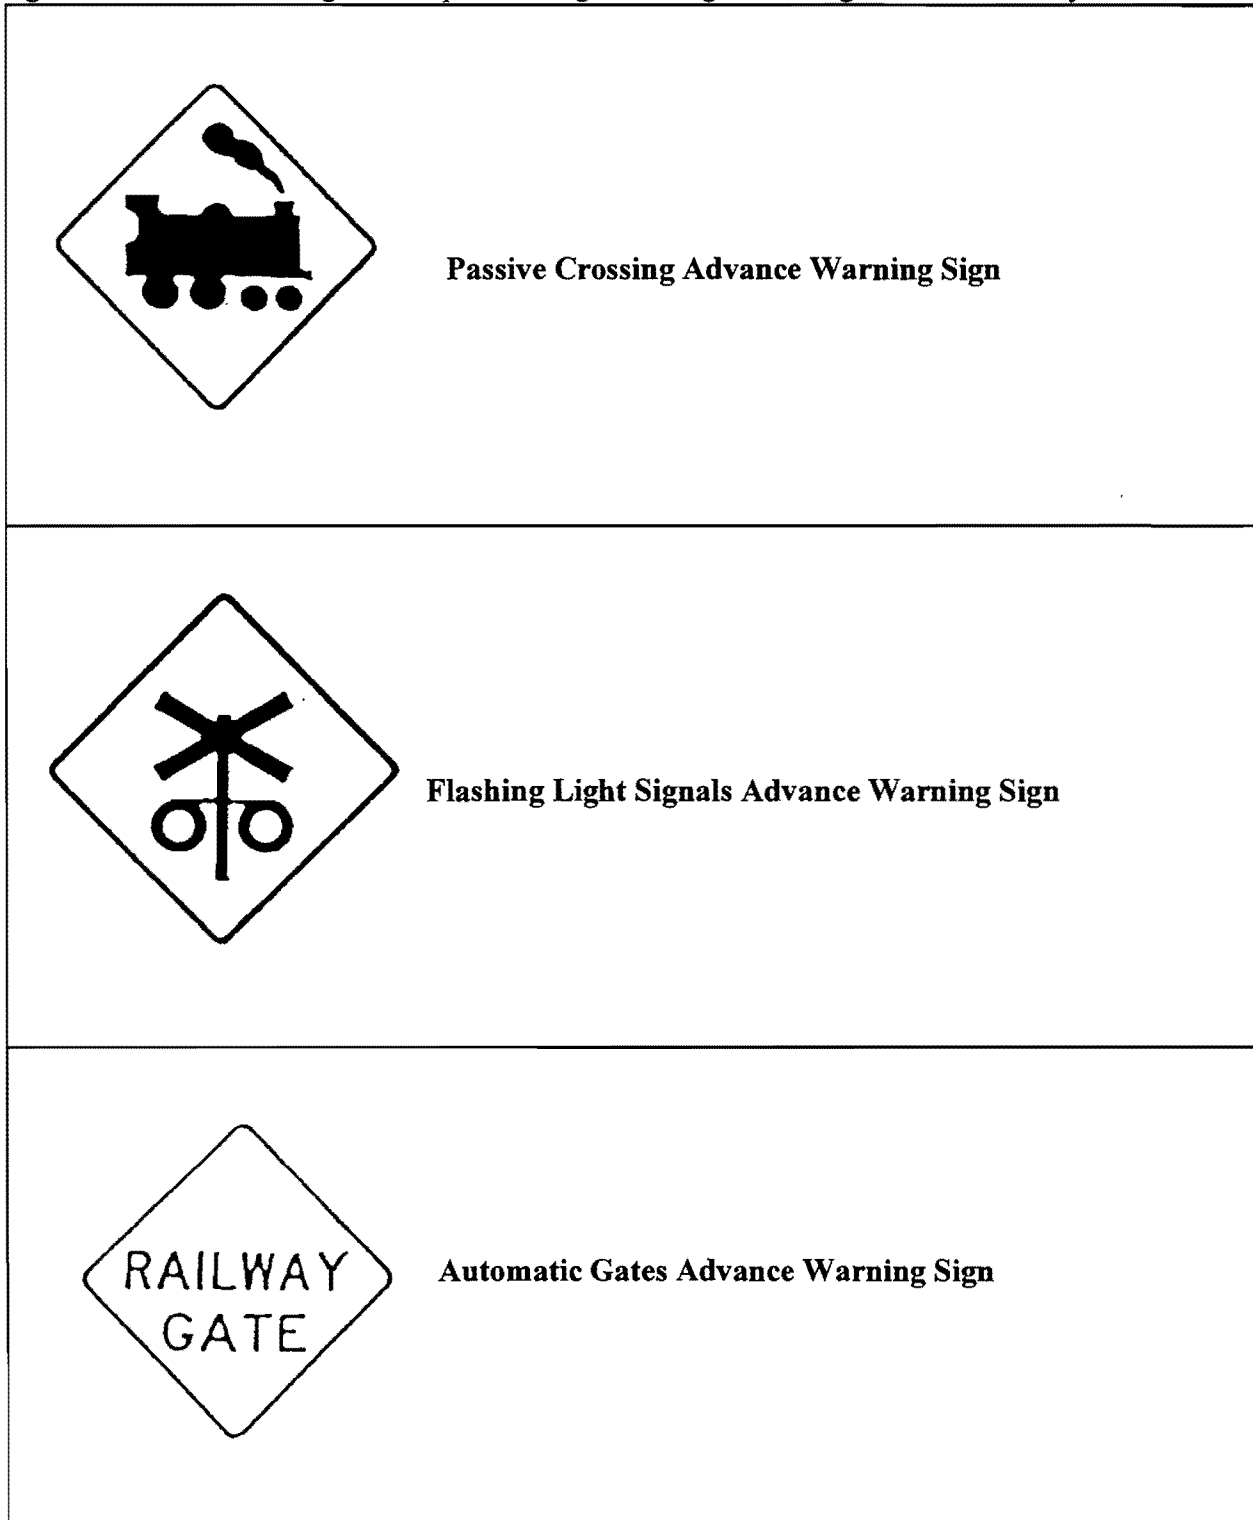 Passive Crossing Advance Warning Sign
Flashing Light Signals Advance Warning Sign
RAILWAY
GATE
Automatic Gates Advance Warning Sign